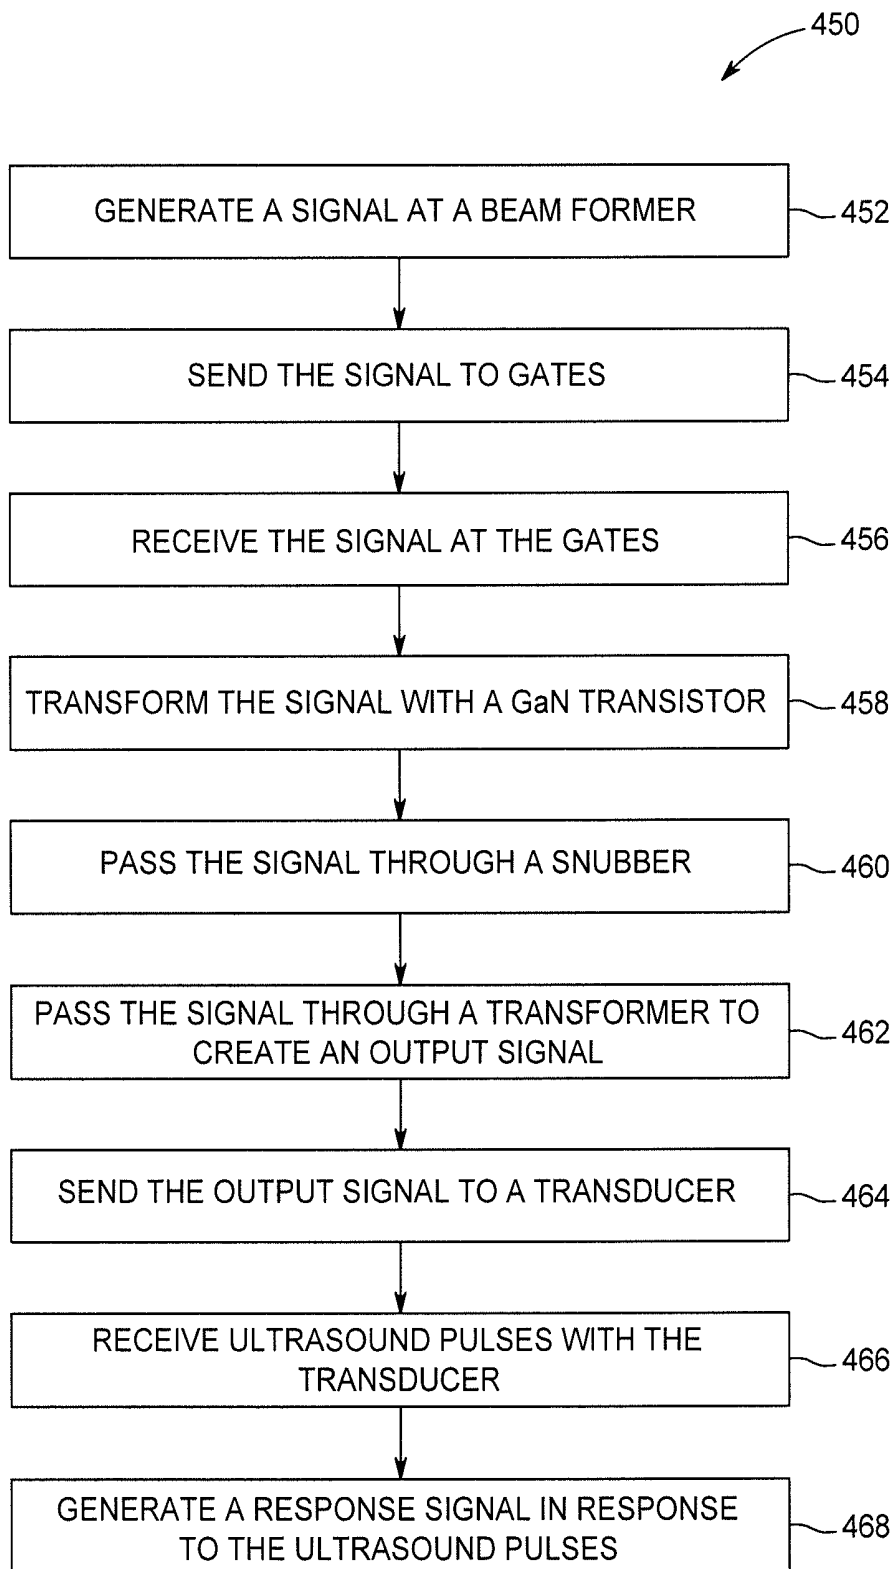 450
GENERATE A SIGNAL AT A BEAM FORMER
452
SEND THE SIGNAL TO GATES
454
RECEIVE THE SIGNAL AT THE GATES
456
TRANSFORM THE SIGNAL WITH A GaN TRANSISTOR
458
PASS THE SIGNAL THROUGH A SNUBBER
460
PASS THE SIGNAL THROUGH A TRANSFORMER TO
CREATE AN OUTPUT SIGNAL
462
SEND THE OUTPUT SIGNAL TO A TRANSDUCER
464
RECEIVE ULTRASOUND PULSES WITH THE
TRANSDUCER
466
GENERATE A RESPONSE SIGNAL IN RESPONSE
TO THE ULTRASOUND PULSES
468